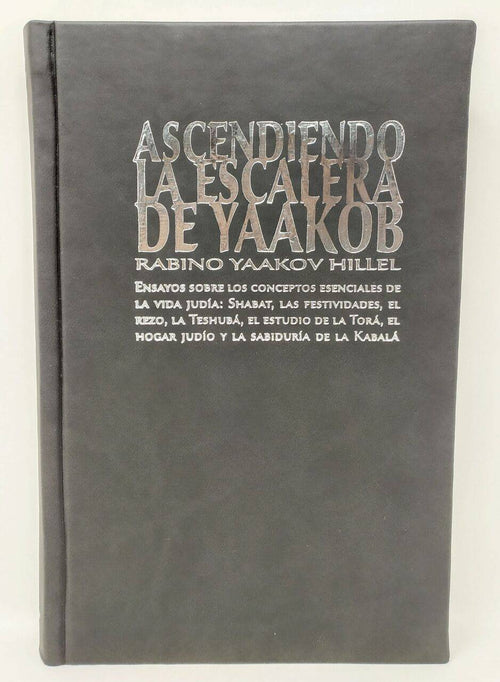 ASCENDIENDO
LA ESCALERA
DE YAAKOB
RABINO YAAKOV HILLEL
ENSAYOS SOBRE LOS CONCEPTOS ESENCIALES DE
LA VIDA JUDÍA: SHABAT, LAS FESTIVIDADES, EL
REZO, LA TESHUBÁ, EL ESTUDIO DE LA TORÁ, EL
HOGAR JUDÍO Y LA SABIDURÍA DE LA KABALÁ